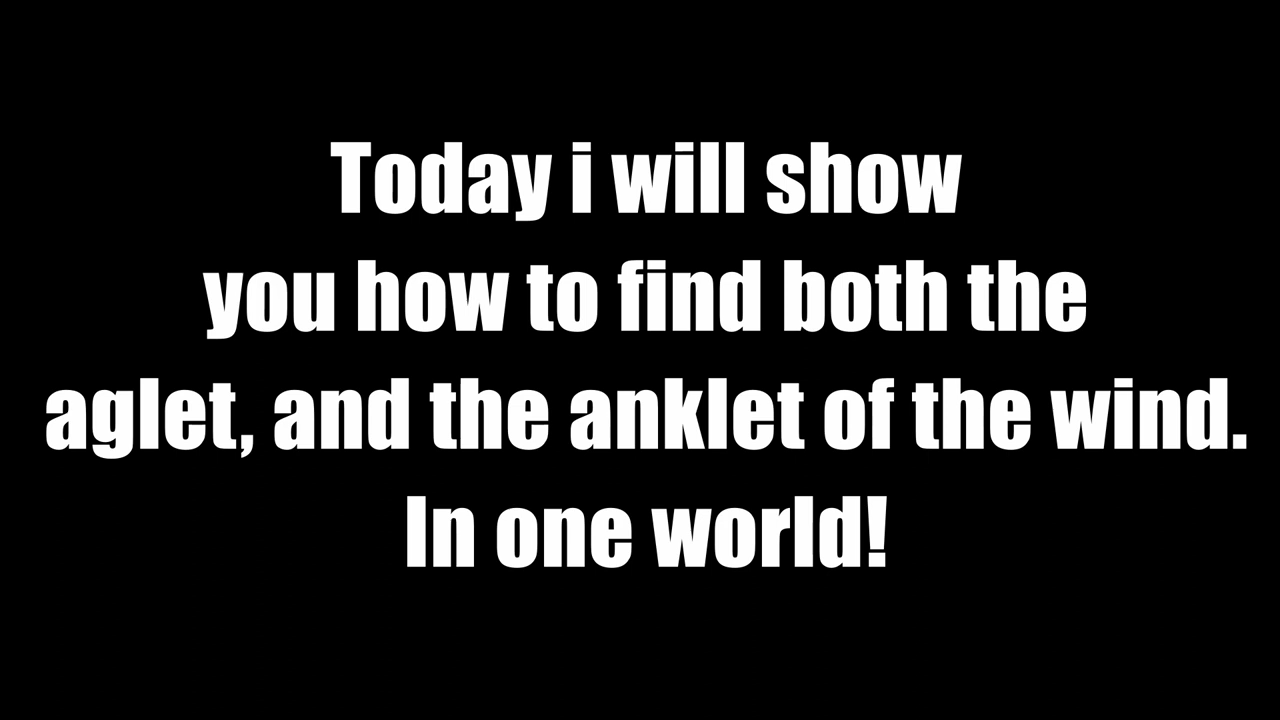 Today i will show
you how to find both the
aglet, and the anklet of the wind.
In one world!